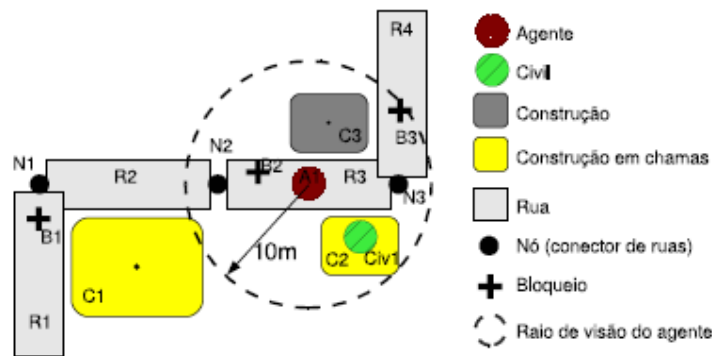 R4
Agente
Civil
Construção
C3
B3
N1
R2
N2
B2
A1
R3
N3
Construção em chamas
B1
Rua
10m
C2
Civ1
Nó (conector de ruas)
C1
Bloqueio
R1
Raio de visão do agente